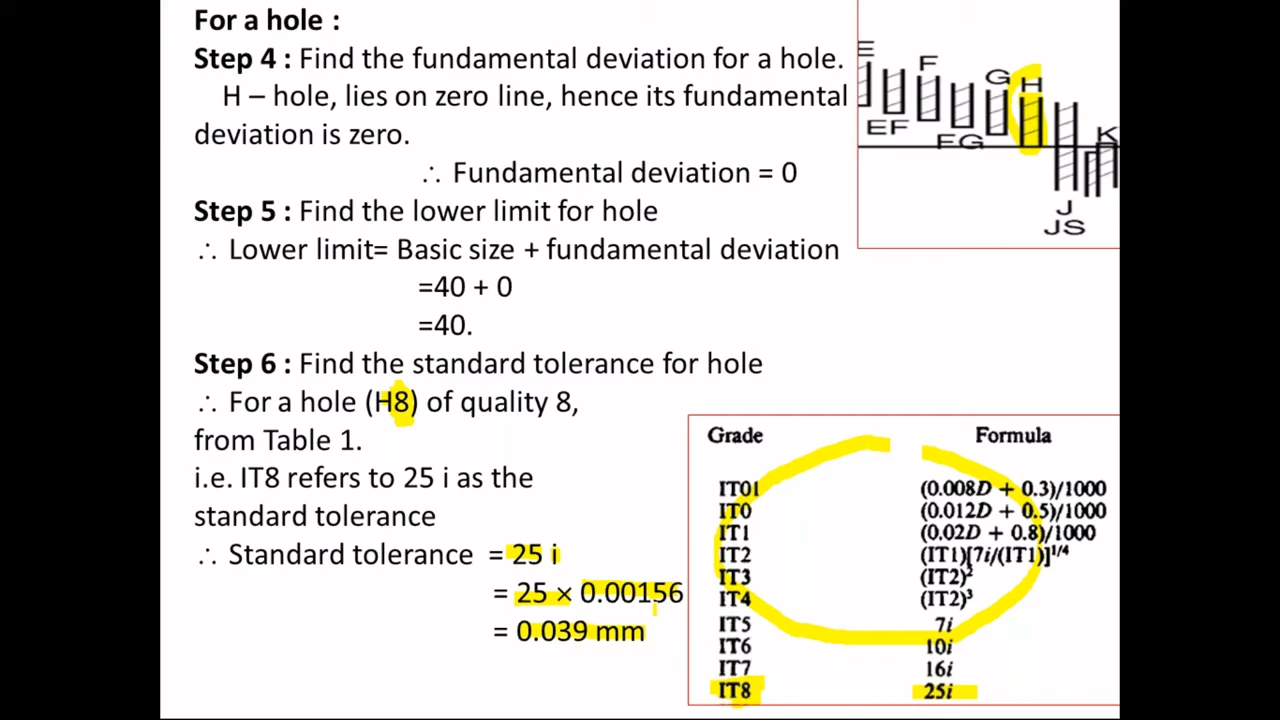 For a hole :
Step 4 : Find the fundamental deviation for a hole.
H – hole, lies on zero line, hence its fundamental
deviation is zero.
∴ Fundamental deviation = 0
Step 5 : Find the lower limit for hole
∴ Lower limit= Basic size + fundamental deviation
=40 + 0
=40.
Step 6 : Find the standard tolerance for hole
∴ For a hole (H8) of quality 8,
from Table 1.
i.e. IT8 refers to 25 i as the
standard tolerance
∴ Standard tolerance = 25 i
= 25 × 0.00156
= 0.039 mm
E
F
G
H
EF
FG
K
J
JS
Grade Formula
IT01 (0.008D + 0.3)/1000
IT0 (0.012D + 0.5)/1000
IT1 (0.02D + 0.8)/1000
IT2 (IT1)[7i/(IT1)]¹/⁴
IT3 (IT2)²
IT4 (IT2)³
IT5 7i
IT6 10i
IT7 16i
IT8 25i